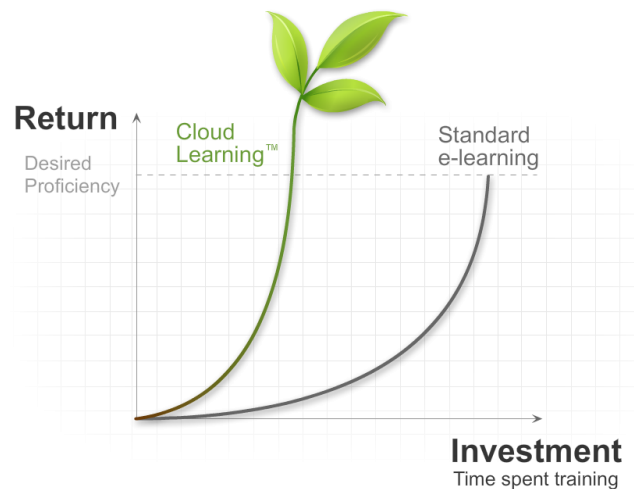 Return
Cloud
Learning™
Standard
e-learning
Desired
Proficiency
Investment
Time spent training